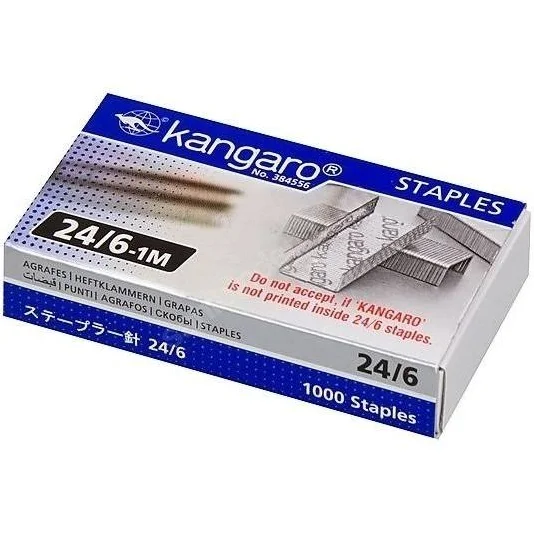 kangaro®
No. 384556
STAPLES
24/6-1M
AGRAFES | HEFTKLAMMERN | GRAPAS
قبضات | PUNTI | AGRAFOS | СКОБЫ | STAPLES
Do not accept, if 'KANGARO'
is not printed inside 24/6 staples.
ステープラー針 24/6
24/6
1000 Staples